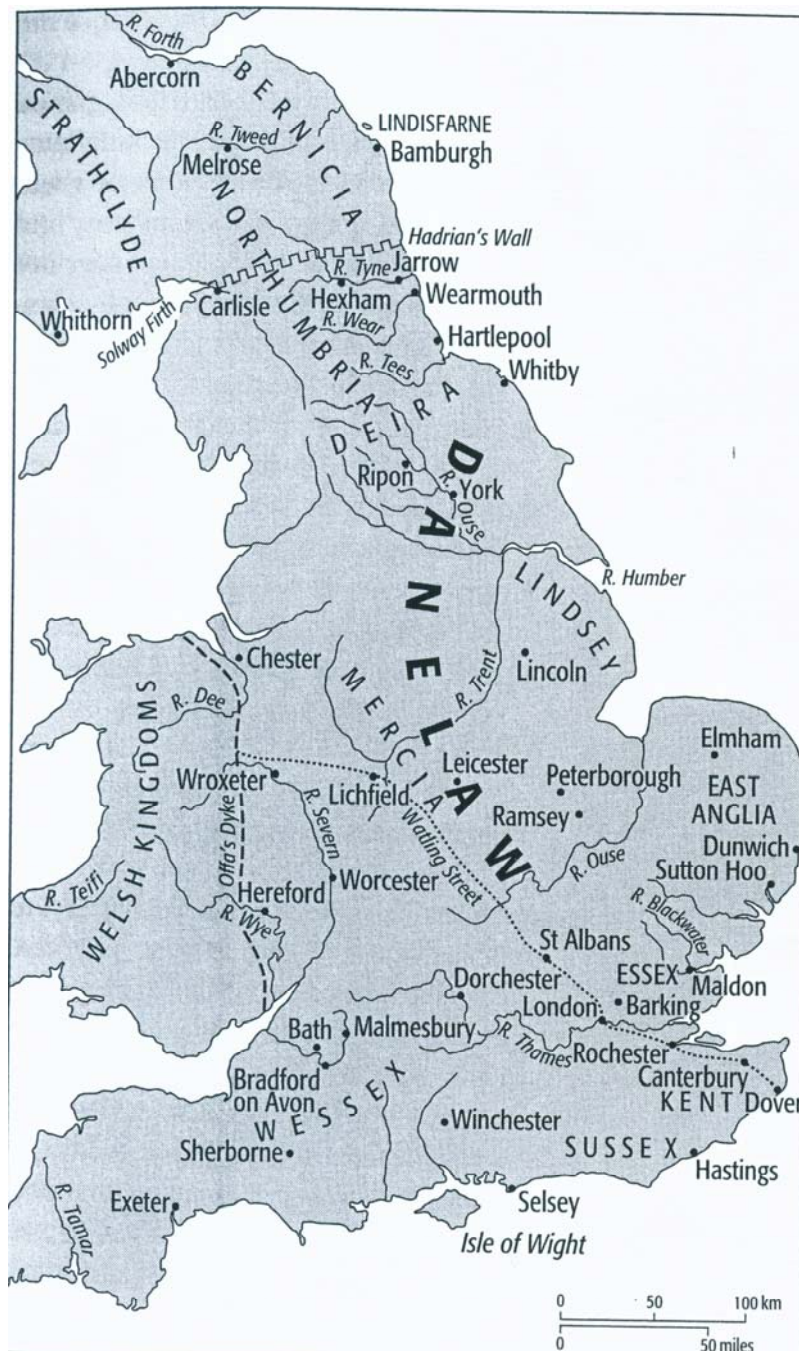 R. Forth
Abercorn
BERNICIA
STRATHCLYDE
R. Tweed
Melrose
LINDISFARNE
Bamburgh
NORTHUMBRIA
Hadrian's Wall
R. Tyne
Jarrow
Carlisle
Hexham
Wearmouth
Whithorn
Solway Firth
R. Wear
Hartlepool
R. Tees
Whitby
DEIRA
DANELAW
Ripon
York
R. Ouse
R. Humber
LINDSEY
Chester
Lincoln
R. Trent
MERCIA
R. Dee
WELSH KINGDOMS
Elmham
Wroxeter
Lichfield
Leicester
Peterborough
EAST
ANGLIA
Ramsey
Dunwich
Offa's Dyke
R. Severn
Watling Street
R. Ouse
Sutton Hoo
R. Teifi
Hereford
Worcester
R. Wye
R. Blackwater
St Albans
ESSEX
Maldon
Dorchester
Barking
London
Bath
Malmesbury
R. Thames
Rochester
Canterbury
Bradford
on Avon
KENT
Dover
WESSEX
Winchester
Sherborne
SUSSEX
Hastings
Exeter
Selsey
R. Tamar
Isle of Wight
0 50 100 km
0 50 miles